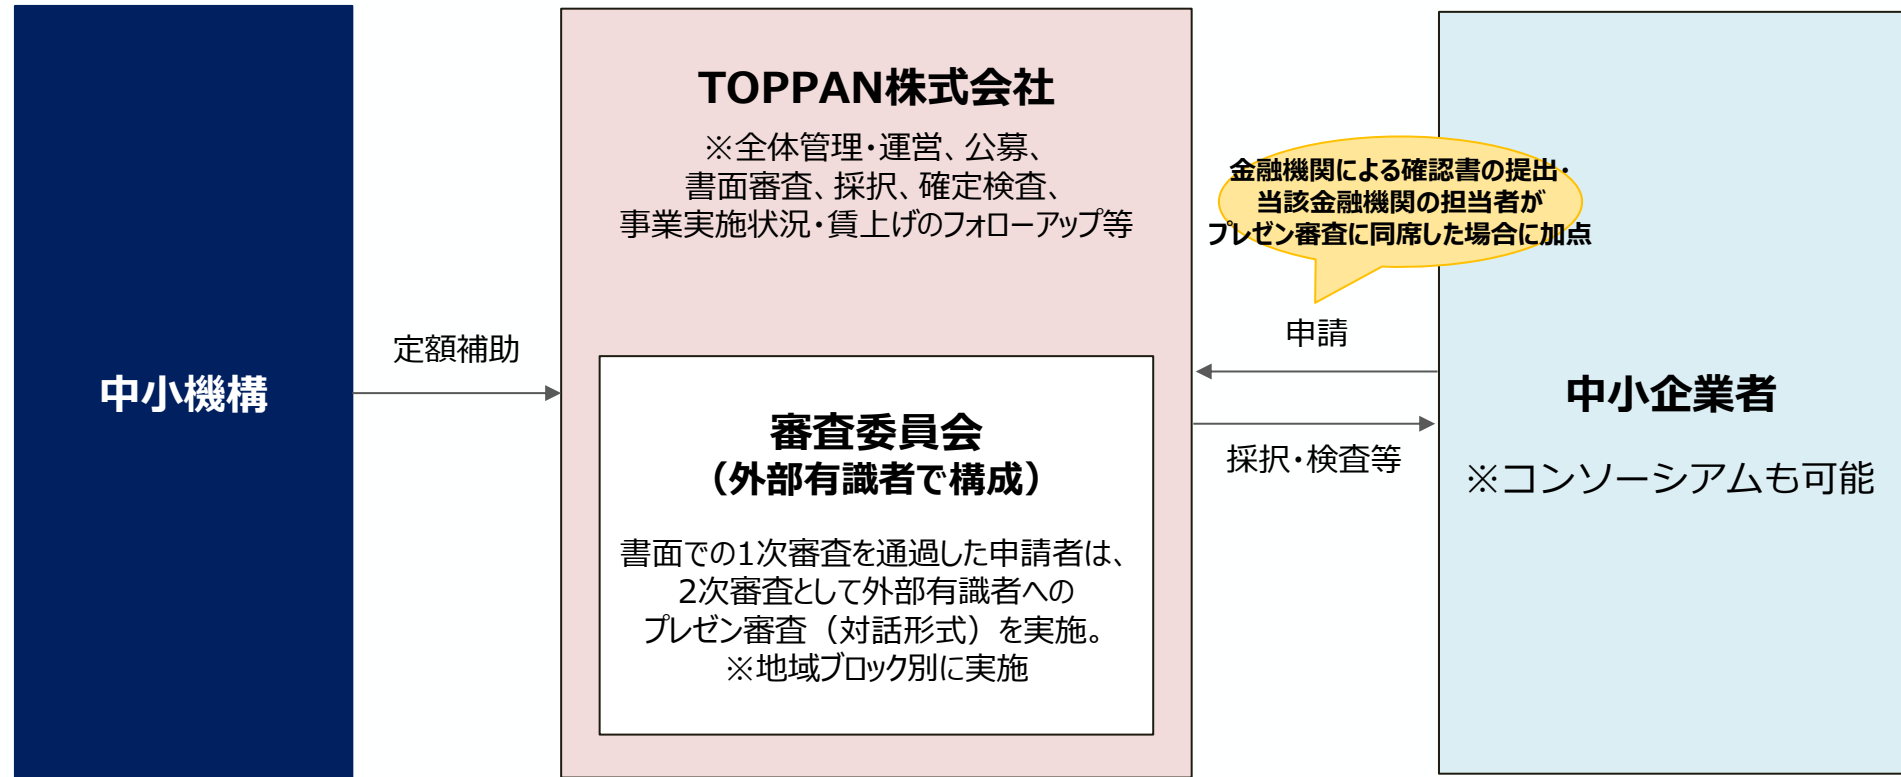 中小機構
定額補助
TOPPAN株式会社
※全体管理・運営、公募、
書面審査、採択、確定検査、
事業実施状況・賃上げのフォローアップ等
審査委員会
（外部有識者で構成）
書面での1次審査を通過した申請者は、
2次審査として外部有識者への
プレゼン審査（対話形式）を実施。
※地域ブロック別に実施
金融機関による確認書の提出・
当該金融機関の担当者が
プレゼン審査に同席した場合に加点
申請
採択・検査等
中小企業者
※コンソーシアムも可能